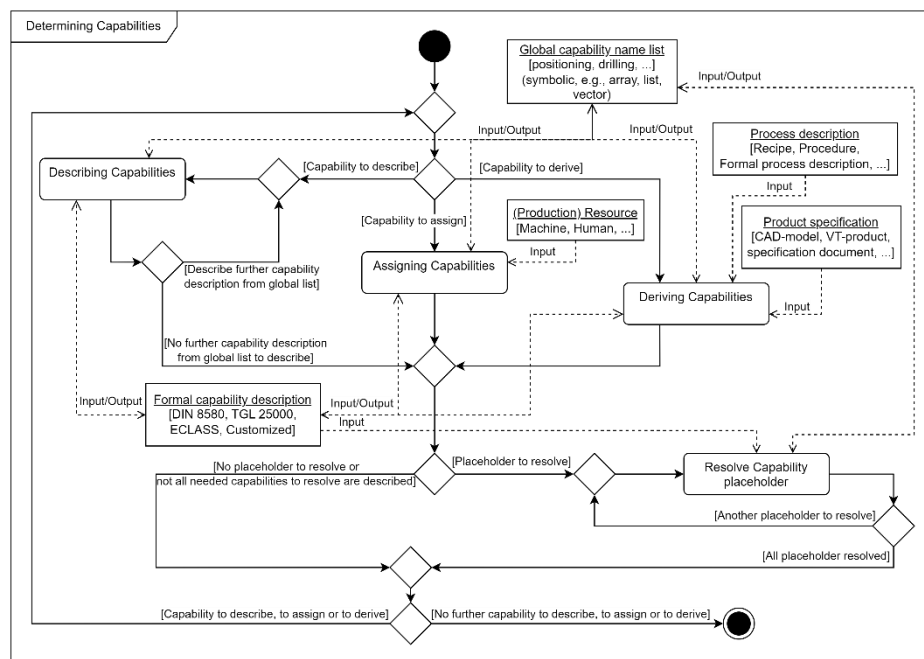 Determining Capabilities
Global capability name list
[positioning, drilling, ...]
(symbolic, e.g., array, list,
vector)
Input/Output
Input/Output
Input/Output
Process description
[Recipe, Procedure,
Formal process description, ...]
Input
Describing Capabilities
[Capability to describe]
[Capability to derive]
[Capability to assign]
(Production) Resource
[Machine, Human, ...]
Input
Product specification
[CAD-model, VT-product,
specification document, ...]
Input
Assigning Capabilities
Deriving Capabilities
[Describe further capability
description from global list]
[No further capability description
from global list to describe]
Input/Output
Formal capability description
[DIN 8580, TGL 25000,
ECLASS, Customized]
Input/Output
Input
[No placeholder to resolve or
not all needed capabilities to resolve are described]
[Placeholder to resolve]
Resolve Capability
placeholder
[Another placeholder to resolve]
[All placeholder resolved]
[Capability to describe, to assign or to derive]
[No further capability to describe, to assign or to derive]